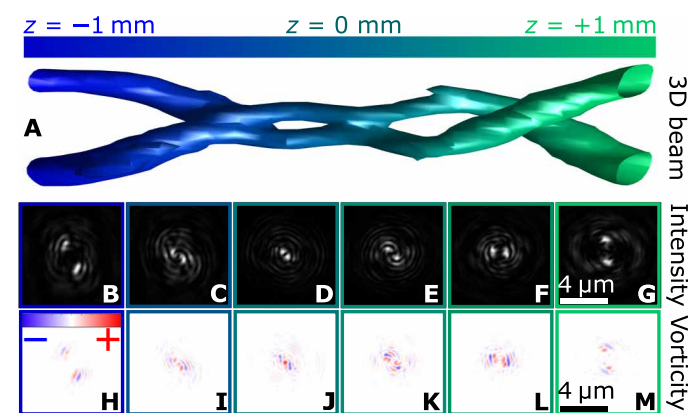 z = −1 mm z = 0 mm z = +1 mm
A
3D beam
B C D E F G
4 µm
Intensity
− +
H I J K L M
4 µm
Vorticity